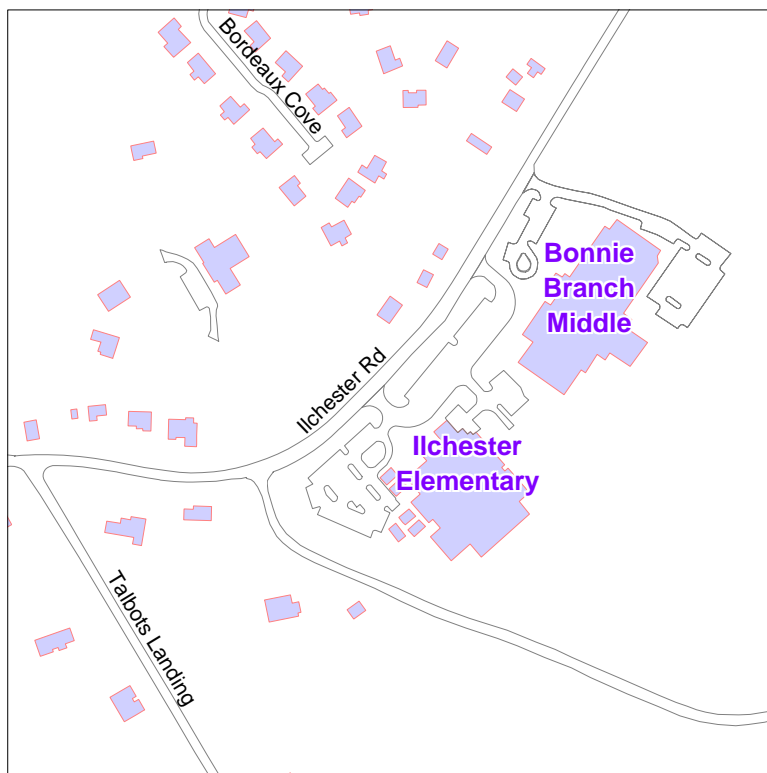 Bordeaux Cove
Bonnie
Branch
Middle
Ilchester Rd
Ilchester
Elementary
Talbots Landing